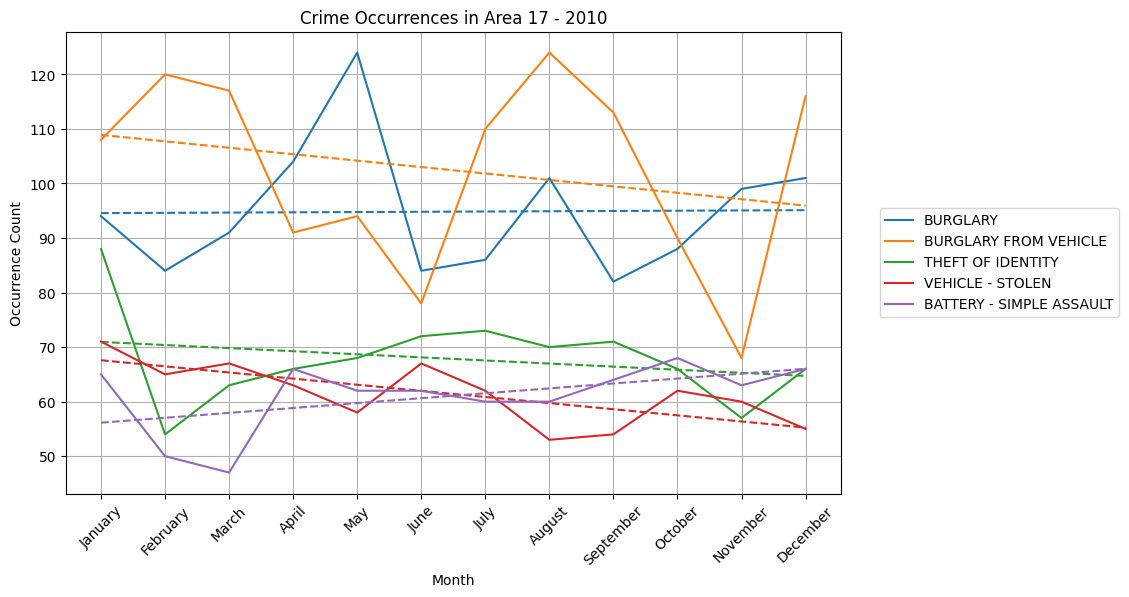 Crime Occurrences in Area 17 - 2010
Occurrence Count
120
110
100
90
80
70
60
50
January
February
March
April
May
June
July
August
September
October
November
December
Month
BURGLARY
BURGLARY FROM VEHICLE
THEFT OF IDENTITY
VEHICLE - STOLEN
BATTERY - SIMPLE ASSAULT